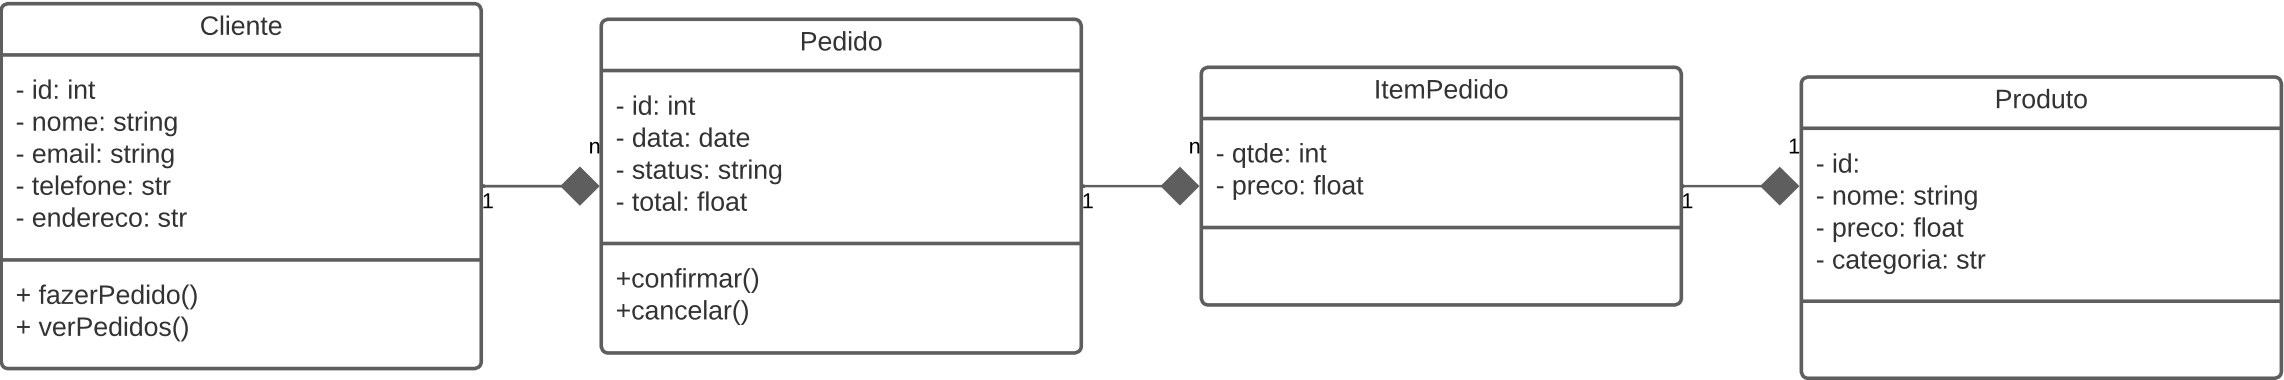 Cliente
- id: int
- nome: string
- email: string
- telefone: str
- endereco: str
+ fazerPedido()
+ verPedidos()
1
n
Pedido
- id: int
- data: date
- status: string
- total: float
+confirmar()
+cancelar()
1
n
ItemPedido
- qtde: int
- preco: float
1
1
Produto
- id:
- nome: string
- preco: float
- categoria: str